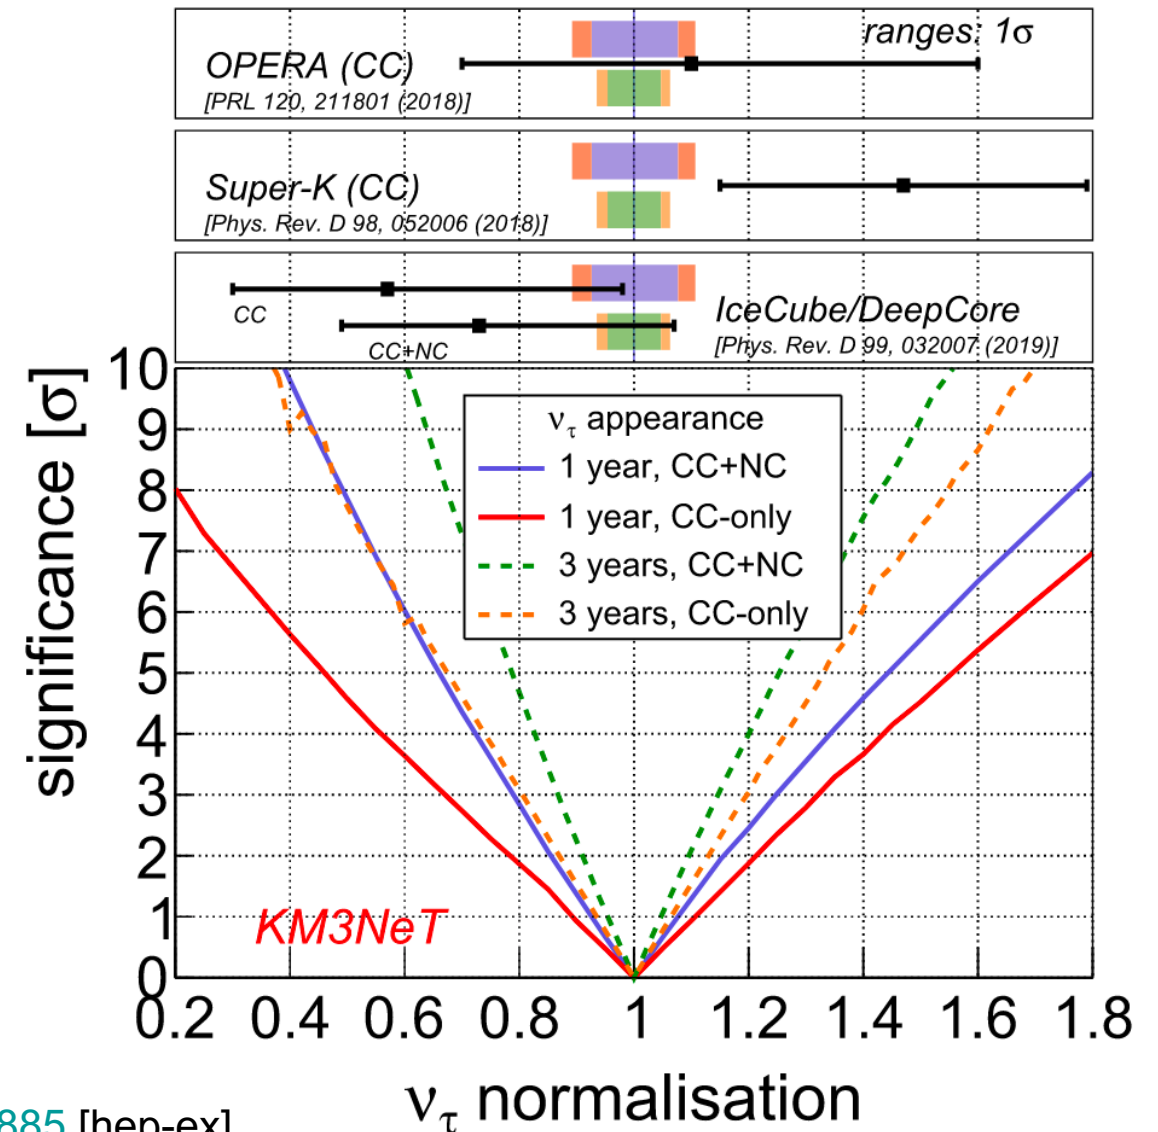 ranges: 1σ
OPERA (CC)
[PRL 120, 211801 (2018)]
Super-K (CC)
[Phys. Rev. D 98, 052006 (2018)]
CC
CC+NC
IceCube/DeepCore
[Phys. Rev. D 99, 032007 (2019)]
significance [σ]
10
9
8
7
6
5
4
3
2
1
0
ντ appearance
1 year, CC+NC
1 year, CC-only
3 years, CC+NC
3 years, CC-only
KM3NeT
0.2 0.4 0.6 0.8 1 1.2 1.4 1.6 1.8
ντ normalisation
885 [hep-ex]